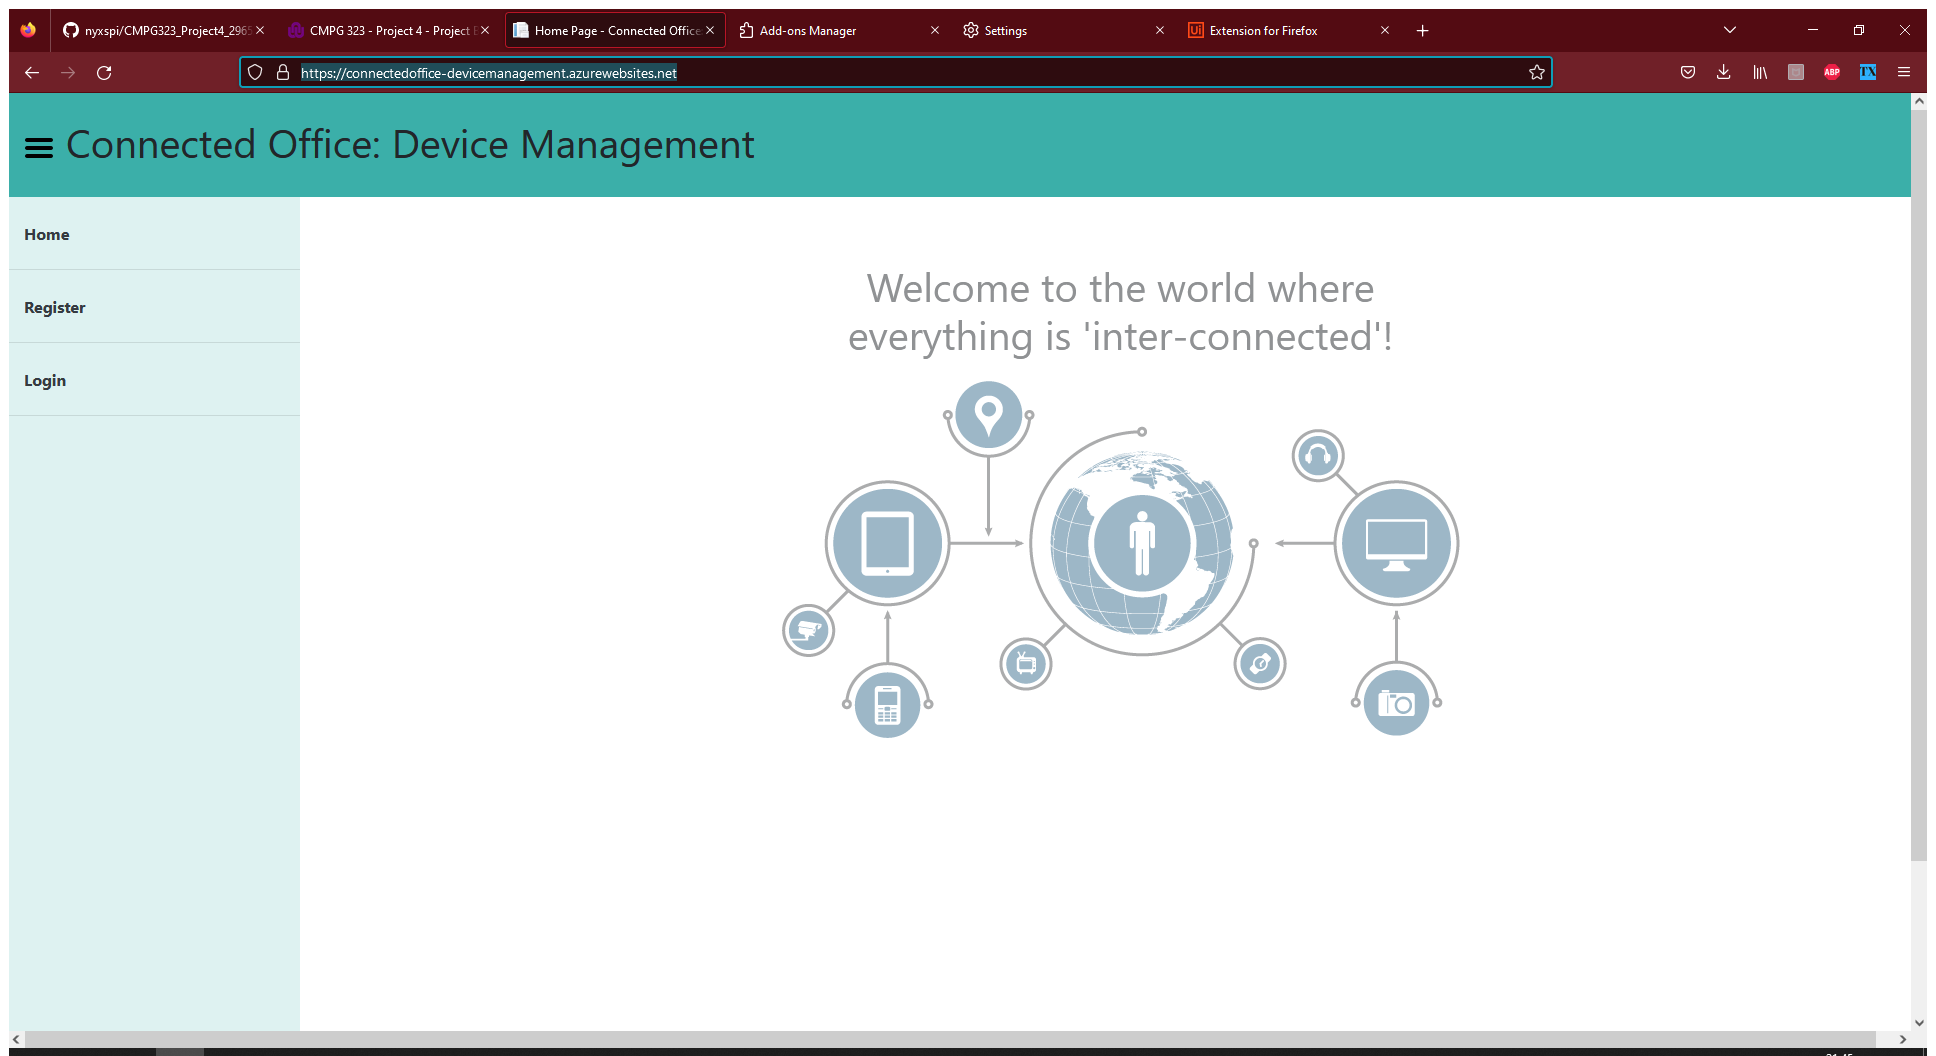 nyxspi/CMPG323_Project4_296
CMPG 323 - Project 4 - Project
Home Page - Connected Office
Add-ons Manager
Settings
Ui
Extension for Firefox
https://connectedoffice-devicemanagement.azurewebsites.net
ABP
Connected Office: Device Management
Home
Register
Login
Welcome to the world where
everything is 'inter-connected'!